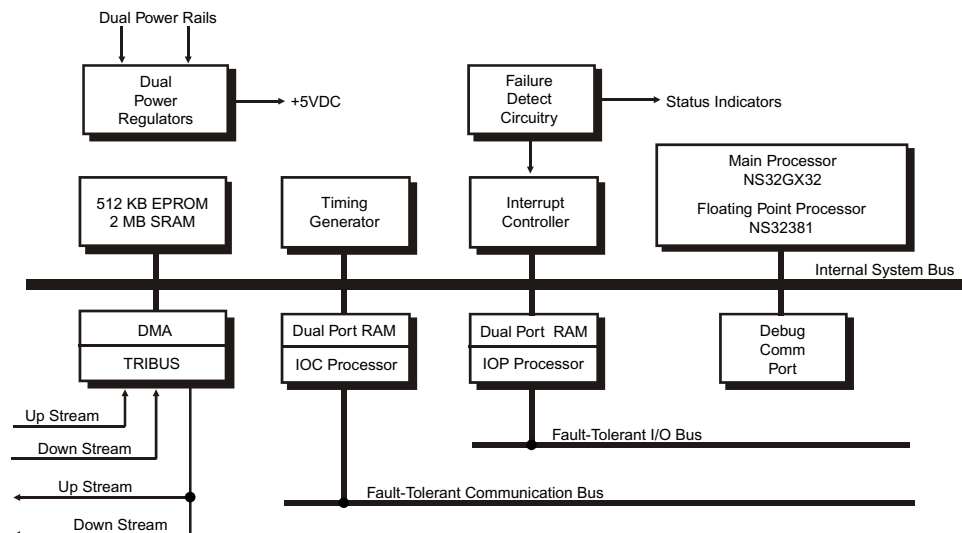 Dual Power Rails
Dual
Power
Regulators
+5VDC
Failure
Detect
Circuitry
Status Indicators
Main Processor
NS32GX32
Floating Point Processor
NS32381
512 KB EPROM
2 MB SRAM
Timing
Generator
Interrupt
Controller
Internal System Bus
DMA
TRIBUS
Dual Port RAM
IOC Processor
Dual Port RAM
IOP Processor
Debug
Comm
Port
Up Stream
Down Stream
Up Stream
Down Stream
Fault-Tolerant I/O Bus
Fault-Tolerant Communication Bus